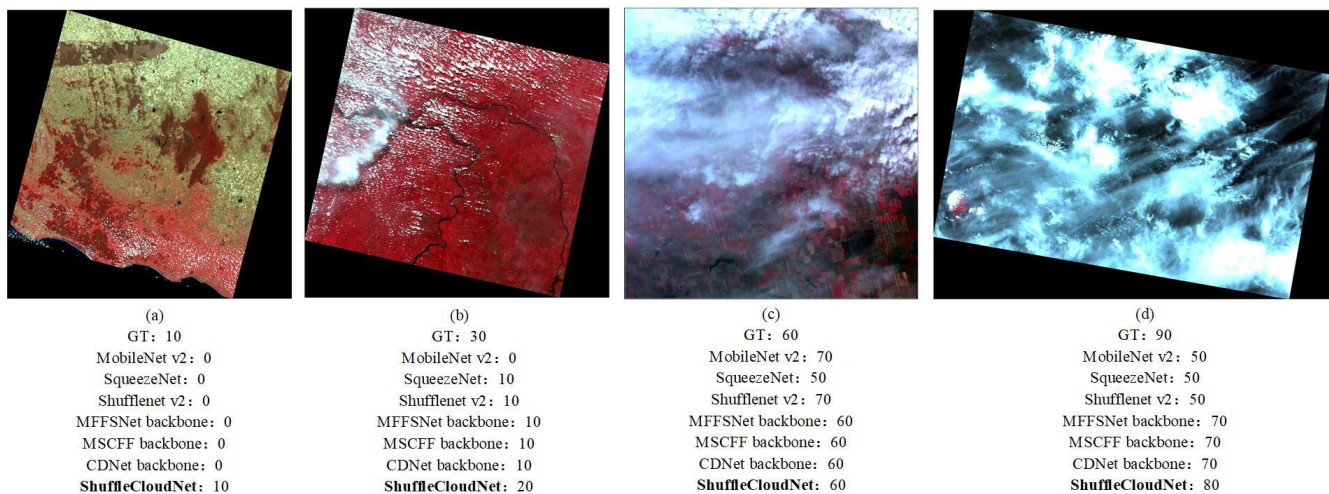 (a)
GT：10
MobileNet v2：0
SqueezeNet：0
Shufflenet v2：0
MFFSNet backbone：0
MSCFF backbone：0
CDNet backbone：0
ShuffleCloudNet：10
(b)
GT：30
MobileNet v2：0
SqueezeNet：10
Shufflenet v2：10
MFFSNet backbone：10
MSCFF backbone：10
CDNet backbone：10
ShuffleCloudNet：20
(c)
GT：60
MobileNet v2：70
SqueezeNet：50
Shufflenet v2：70
MFFSNet backbone：60
MSCFF backbone：60
CDNet backbone：60
ShuffleCloudNet：60
(d)
GT：90
MobileNet v2：50
SqueezeNet：50
Shufflenet v2：50
MFFSNet backbone：70
MSCFF backbone：70
CDNet backbone：70
ShuffleCloudNet：80